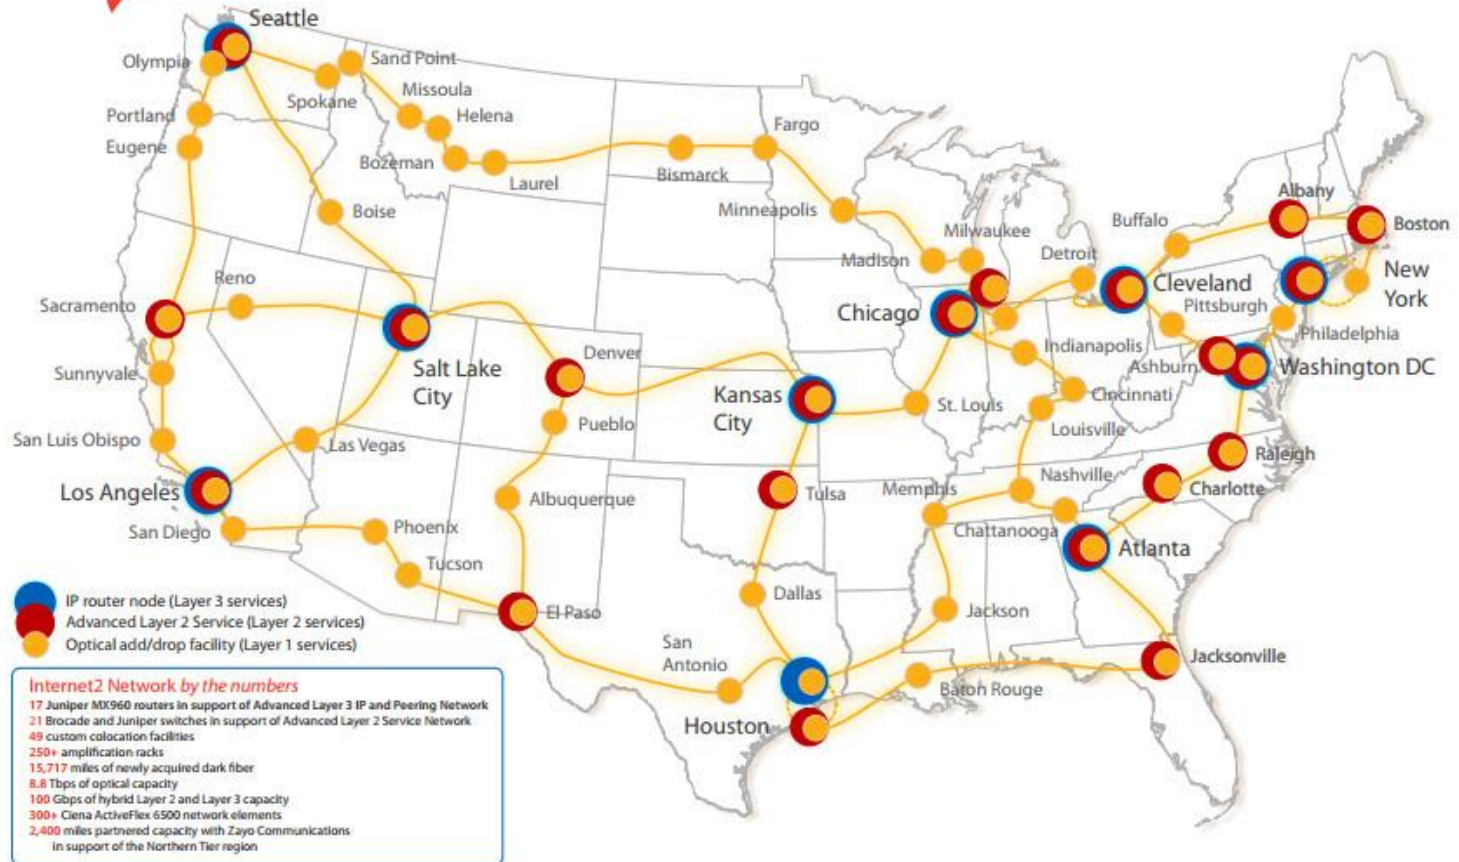 Seattle
Olympia
Sand Point
Spokane
Missoula
Portland
Helena
Eugene
Fargo
Bozeman
Laurel
Bismarck
Albany
Boise
Minneapolis
Buffalo
Boston
Milwaukee
Madison
Detroit
Reno
Cleveland
New
York
Sacramento
Chicago
Pittsburgh
Philadelphia
Denver
Indianapolis
Ashburn
Washington DC
Salt Lake
City
Sunnyvale
Kansas
City
St. Louis
Cincinnati
Pueblo
Louisville
San Luis Obispo
Las Vegas
Raleigh
Nashville
Los Angeles
Albuquerque
Tulsa
Memphis
Charlotte
San Diego
Phoenix
Chattanooga
Atlanta
Tucson
Dallas
El Paso
Jackson
San
Antonio
Jacksonville
Baton Rouge
Houston
IP router node (Layer 3 services)
Advanced Layer 2 Service (Layer 2 services)
Optical add/drop facility (Layer 1 services)
Internet2 Network by the numbers
17 Juniper MX960 routers in support of Advanced Layer 3 IP and Peering Network
21 Brocade and Juniper switches in support of Advanced Layer 2 Service Network
49 custom colocation facilities
250+ amplification racks
15,717 miles of newly acquired dark fiber
8.8 Tbps of optical capacity
100 Gbps of hybrid Layer 2 and Layer 3 capacity
300+ Ciena ActiveFlex 6500 network elements
2,400 miles partnered capacity with Zayo Communications
in support of the Northern Tier region